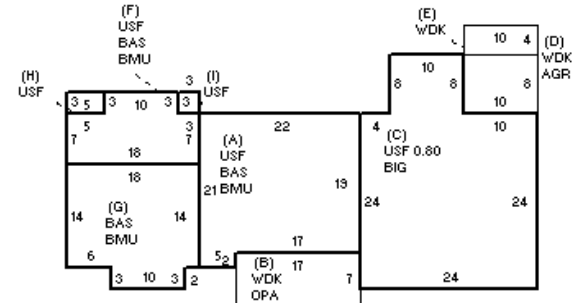 (F)
USF
BAS
BMU
(E)
WDK
10 4
(D)
WDK
AGR
(H)
USF
3
(I)
USF
10
8 8 8
3 5 3 10 3 3
10
5 3
22
4
10
7 7
(A)
USF
BAS
BMU
(C)
USF 0.80
BIG
18
18
21
19
24 24
14 14
(G)
BAS
BMU
17
6
5 2
(B)
WDK
OPA
17
7
3 10 3 2
24